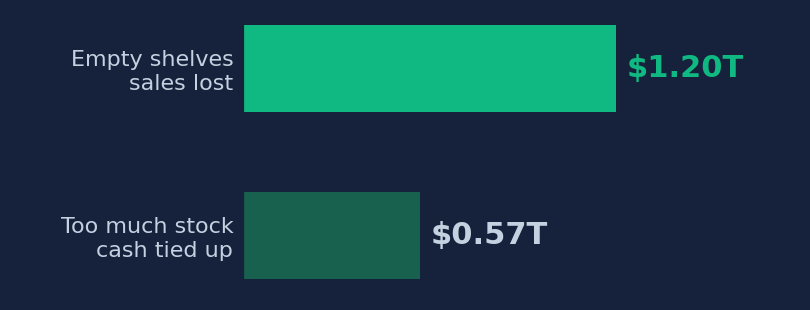 Empty shelves
sales lost
$1.20T
Too much stock
cash tied up
$0.57T